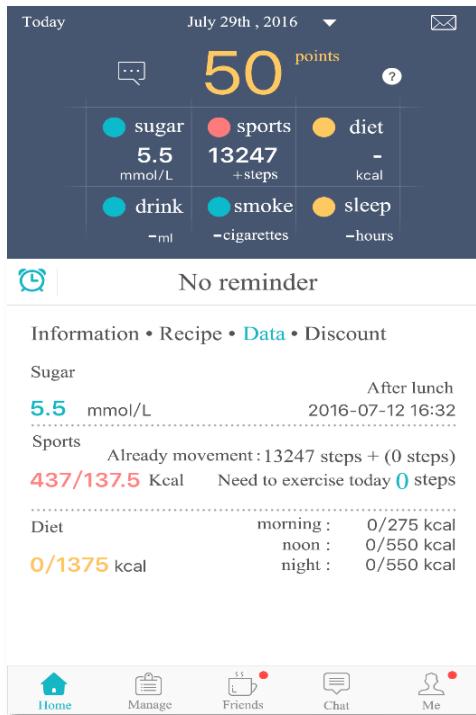 Today July 29th , 2016
50 points
?
sugar sports diet
5.5 13247 -
mmol/L +steps kcal
drink smoke sleep
-ml -cigarettes -hours
No reminder
Information • Recipe • Data • Discount
Sugar
After lunch
5.5 mmol/L 2016-07-12 16:32
Sports
Already movement : 13247 steps + (0 steps)
437/137.5 Kcal Need to exercise today 0 steps
Diet morning : 0/275 kcal
noon : 0/550 kcal
0/1375 kcal night : 0/550 kcal
Home Manage Friends Chat Me